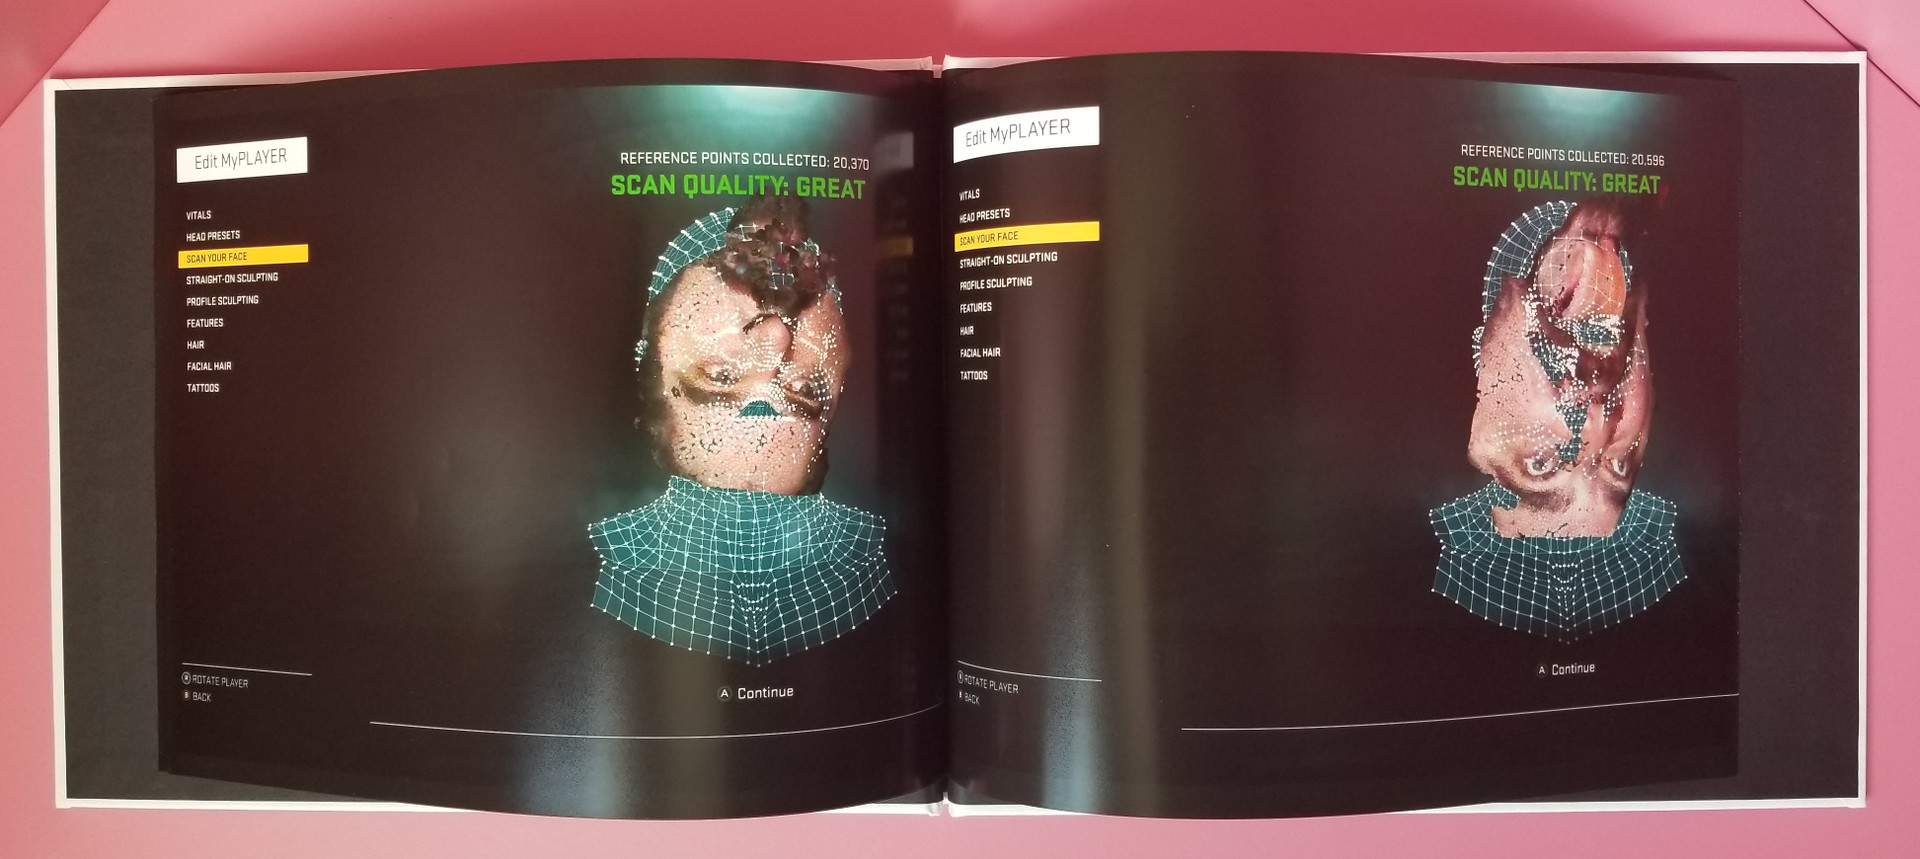 Edit MyPLAYER
REFERENCE POINTS COLLECTED: 20,370
SCAN QUALITY: GREAT
VITALS
HEAD PRESETS
SCAN YOUR FACE
STRAIGHT-ON SCULPTING
PROFILE SCULPTING
FEATURES
HAIR
FACIAL HAIR
TATTOOS
R ROTATE PLAYER
B BACK
A Continue
Edit MyPLAYER
REFERENCE POINTS COLLECTED: 20,596
SCAN QUALITY: GREAT
VITALS
HEAD PRESETS
SCAN YOUR FACE
STRAIGHT-ON SCULPTING
PROFILE SCULPTING
FEATURES
HAIR
FACIAL HAIR
TATTOOS
R ROTATE PLAYER
B BACK
A Continue